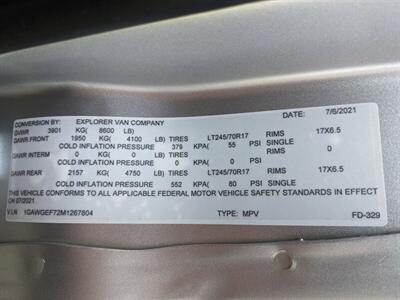 DATE: 7/6/2021
CONVERSION BY: EXPLORER VAN COMPANY
GVWR 3901 KG( 8600 LB)
GAWR FRONT 1950 KG( 4100 LB) TIRES LT245/70R17 RIMS 17X6.5
COLD INFLATION PRESSURE 379 KPA( 55 PSI SINGLE
GAWR INTERM 0 KG( 0 LB) TIRES RIMS 0
COLD INFLATION PRESSURE 0 KPA( 0 PSI SINGLE
GAWR REAR 2157 KG( 4750 LB) TIRES LT245/70R17 RIMS 17X6.5
COLD INFLATION PRESSURE 552 KPA( 80 PSI SINGLE
THIS VEHICLE CONFORMS TO ALL APPLICABLE FEDERAL MOTOR VEHICLE SAFETY STANDARDS IN EFFECT
ON 07/2021
V.I.N 1GAWGEF72M1267804 TYPE: MPV FD-329